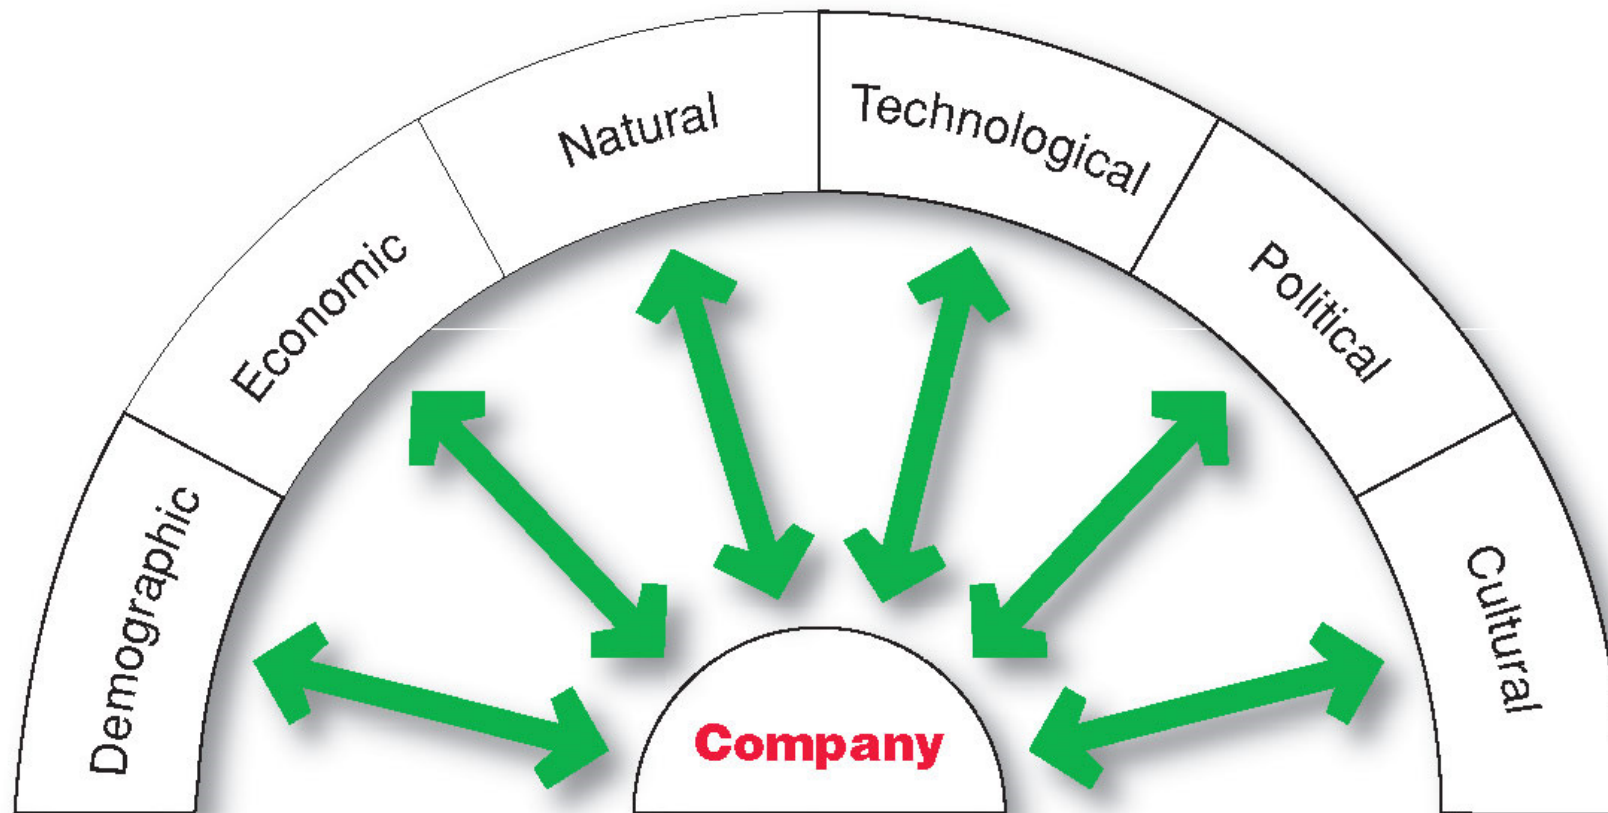 Demographic
Economic
Natural
Technological
Political
Cultural
Company